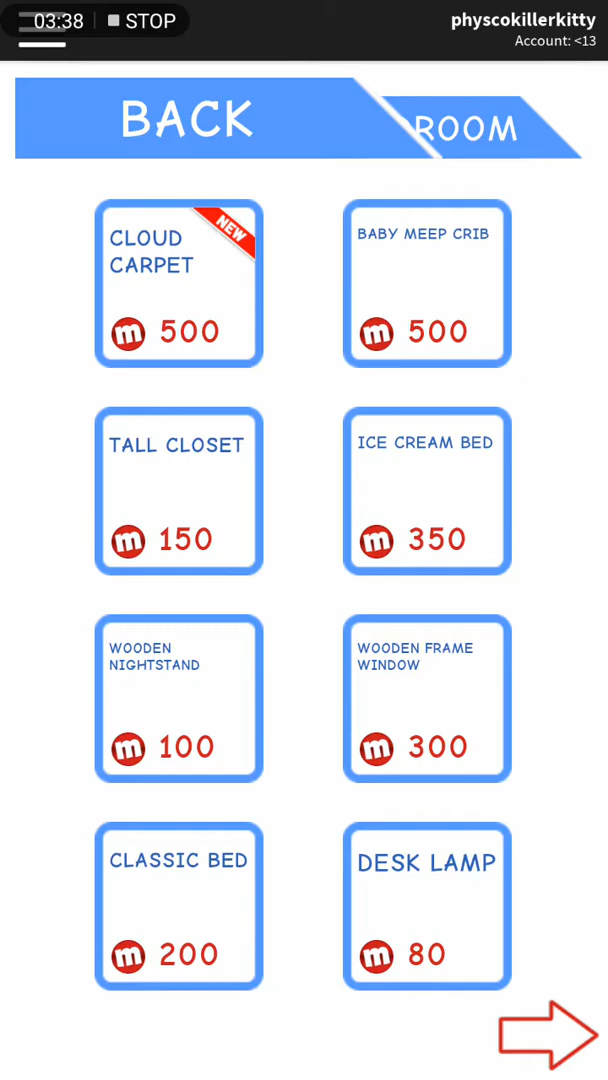 03:38 STOP
physcokillerkitty
Account: <13
BACK
ROOM
CLOUD
CARPET
NEW
m 500
BABY MEEP CRIB
m 500
TALL CLOSET
m 150
ICE CREAM BED
m 350
WOODEN
NIGHTSTAND
m 100
WOODEN FRAME
WINDOW
m 300
CLASSIC BED
m 200
DESK LAMP
m 80